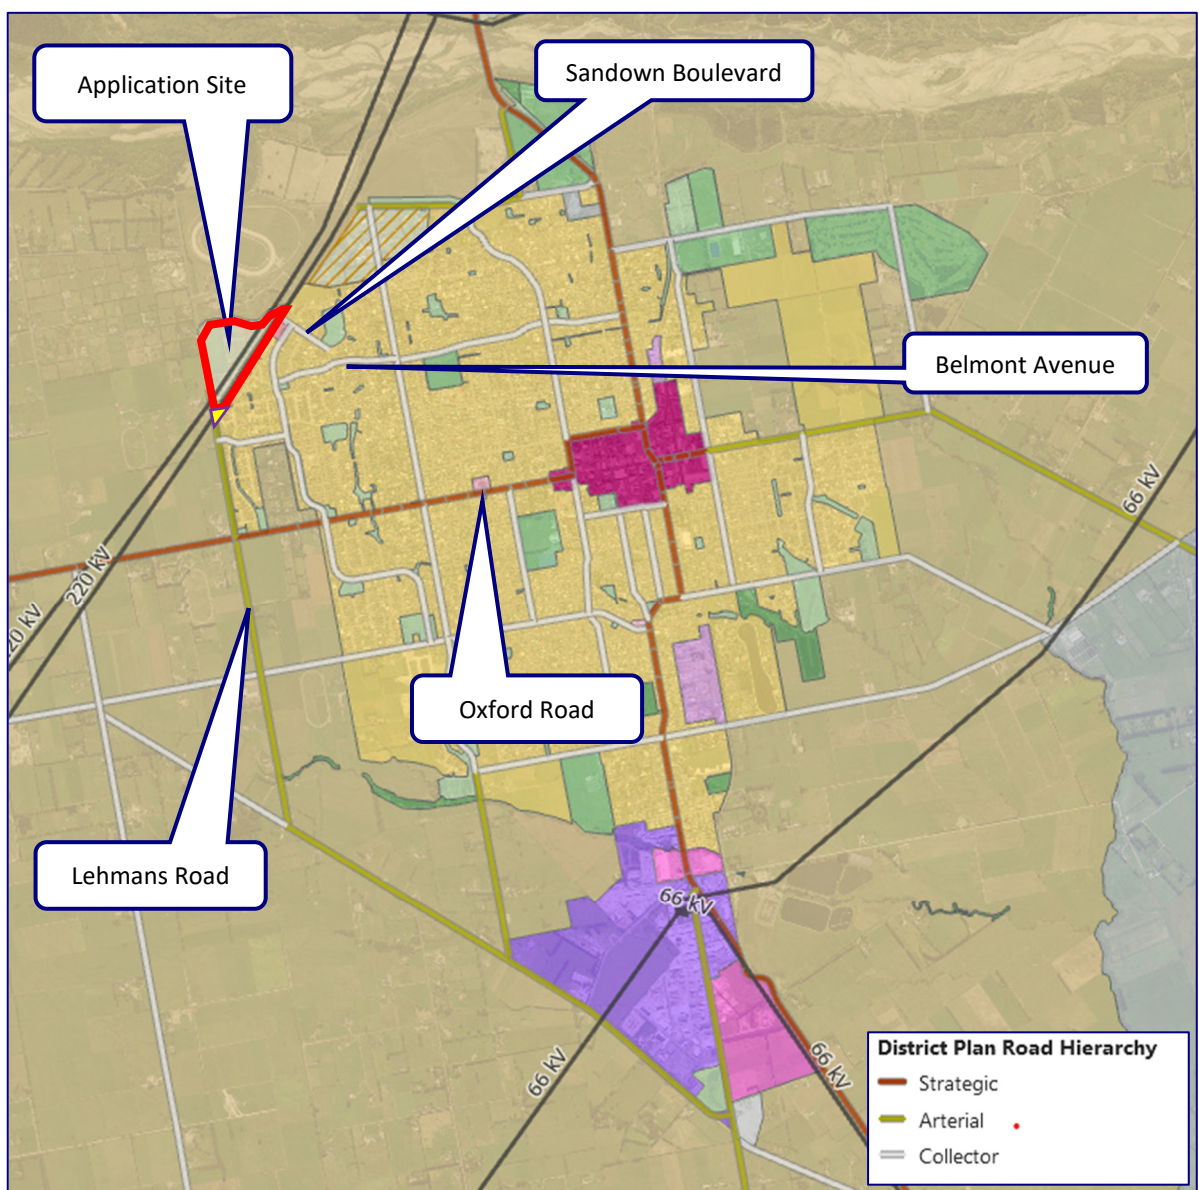 Application Site
Sandown Boulevard
Belmont Avenue
66 kV
220 kV
20 kV
Oxford Road
Lehmans Road
66 kV
66 kV
66 kV
District Plan Road Hierarchy
Strategic
Arterial
Collector